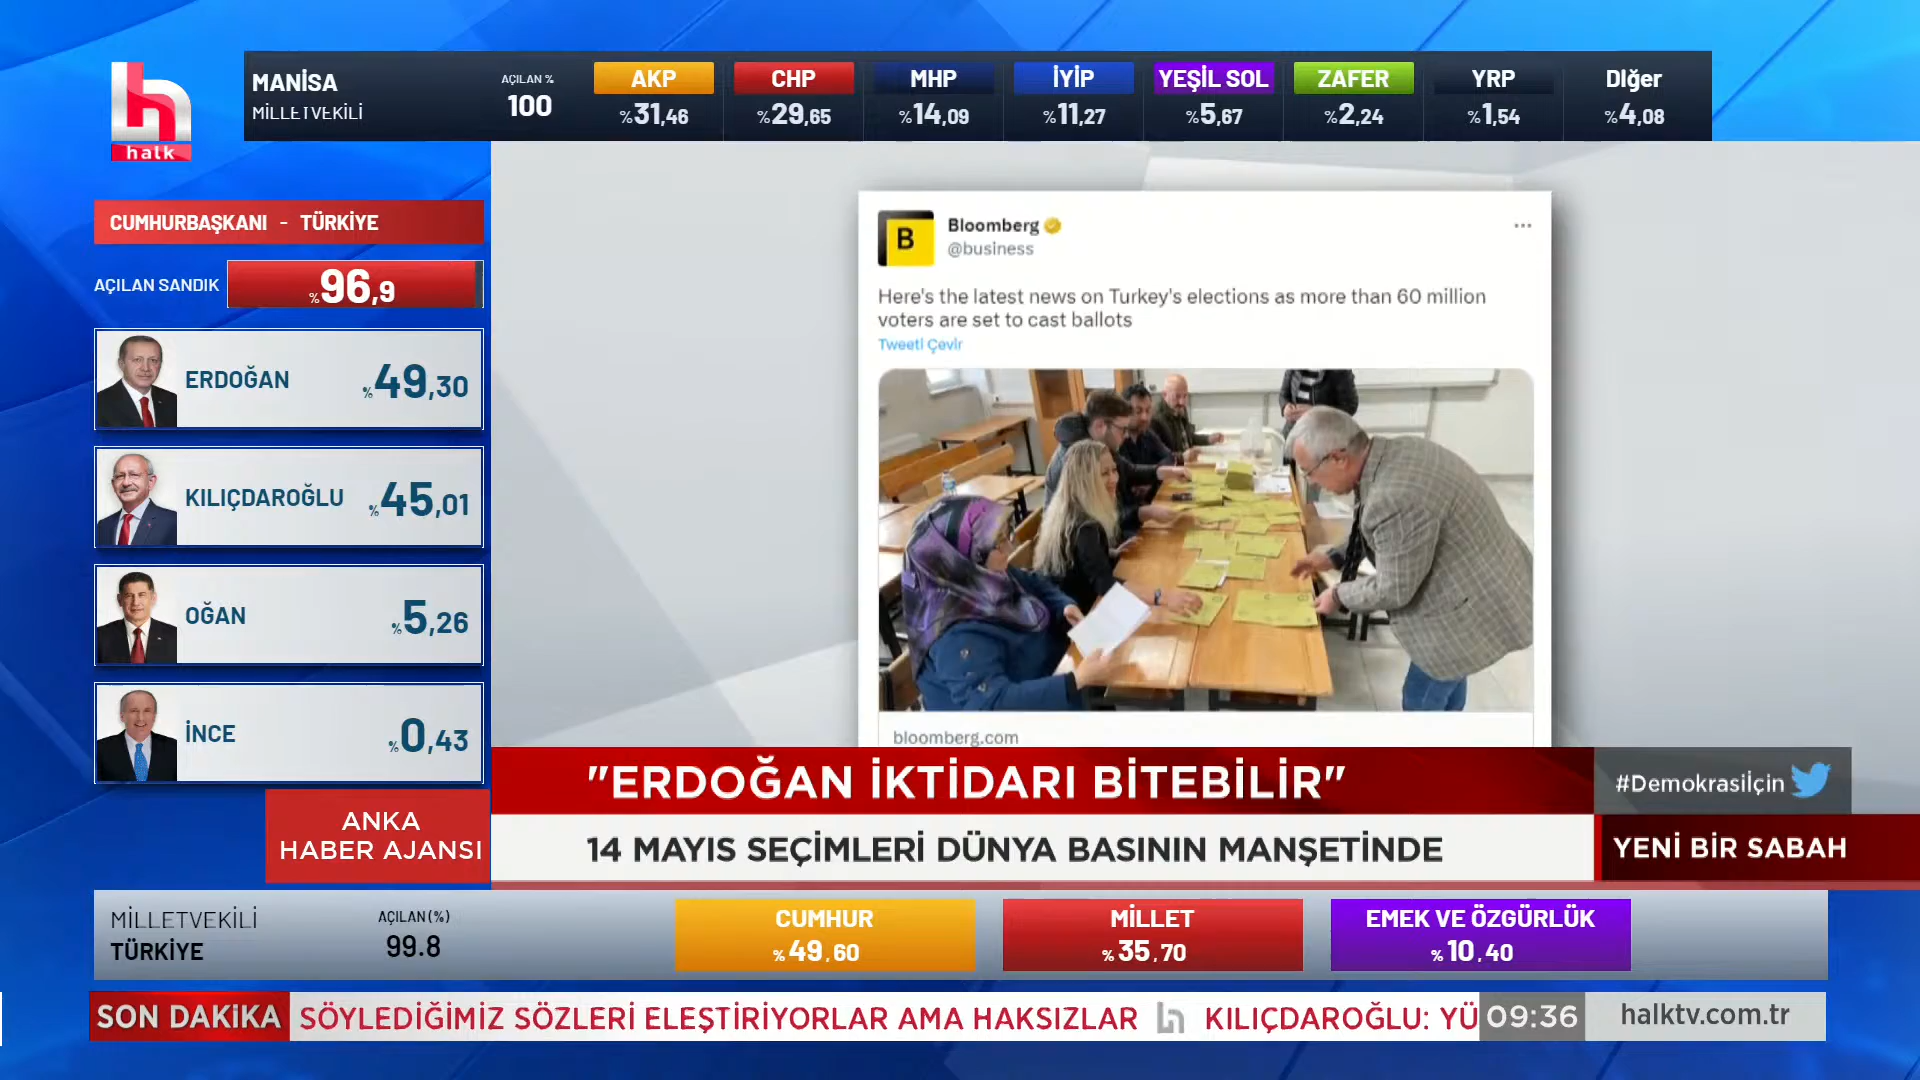 h
halk
MANİSA
MİLLETVEKİLİ
AÇILAN %
100
AKP
%31,46
CHP
%29,65
MHP
%14,09
İYİP
%11,27
YEŞİL SOL
%5,67
ZAFER
%2,24
YRP
%1,54
Dİğer
%4,08
CUMHURBAŞKANI - TÜRKİYE
AÇILAN SANDIK
%96,9
ERDOĞAN
%49,30
KILIÇDAROĞLU
%45,01
OĞAN
%5,26
İNCE
%0,43
B
Bloomberg
@business
...
Here's the latest news on Turkey's elections as more than 60 million
voters are set to cast ballots
Tweeti Çevir
bloomberg.com
"ERDOĞAN İKTİDARI BİTEBİLİR"
#Demokrasiİçin
ANKA
HABER AJANSI
14 MAYIS SEÇİMLERİ DÜNYA BASININ MANŞETİNDE
YENİ BİR SABAH
MİLLETVEKİLİ
TÜRKİYE
AÇILAN(%)
99.8
CUMHUR
%49,60
MİLLET
%35,70
EMEK VE ÖZGÜRLÜK
%10,40
SON DAKİKA
SÖYLEDİĞİMİZ SÖZLERİ ELEŞTİRİYORLAR AMA HAKSIZLAR h KILIÇDAROĞLU: YÜ
09:36
halktv.com.tr